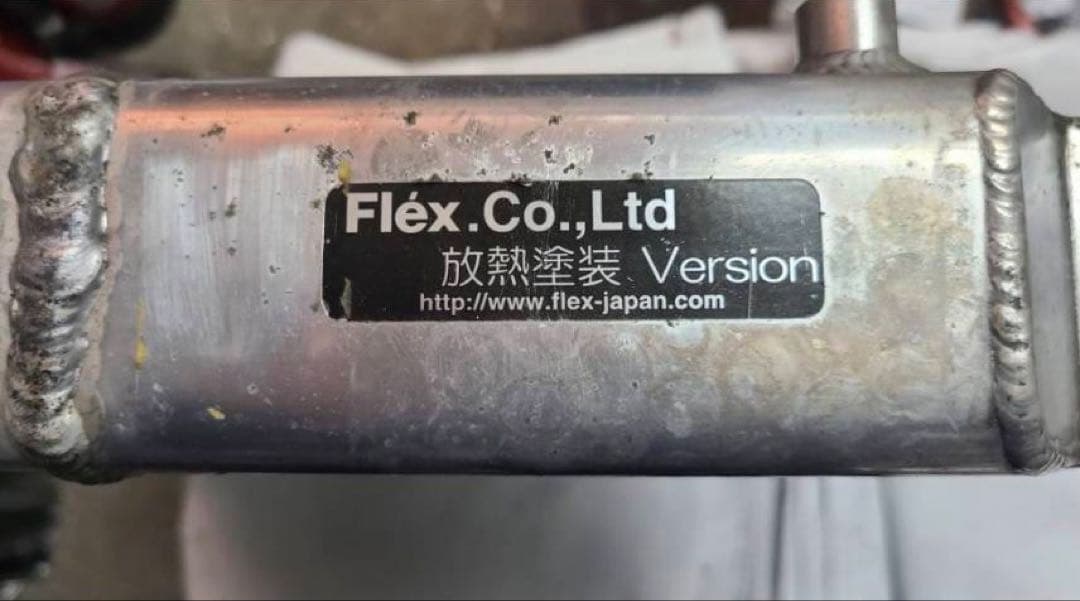 Fléx.Co.,Ltd
放熱塗装 Version
http://www.flex-japan.com